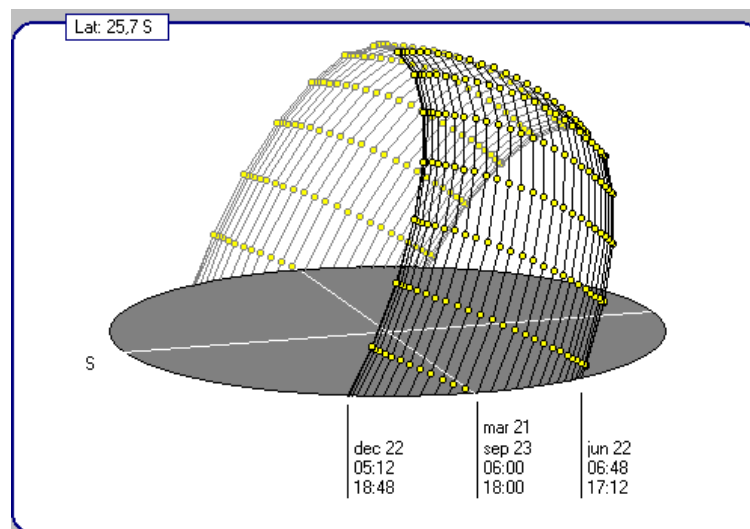 Lat: 25,7 S
S
dec 22
05:12
18:48
mar 21
sep 23
06:00
18:00
jun 22
06:48
17:12